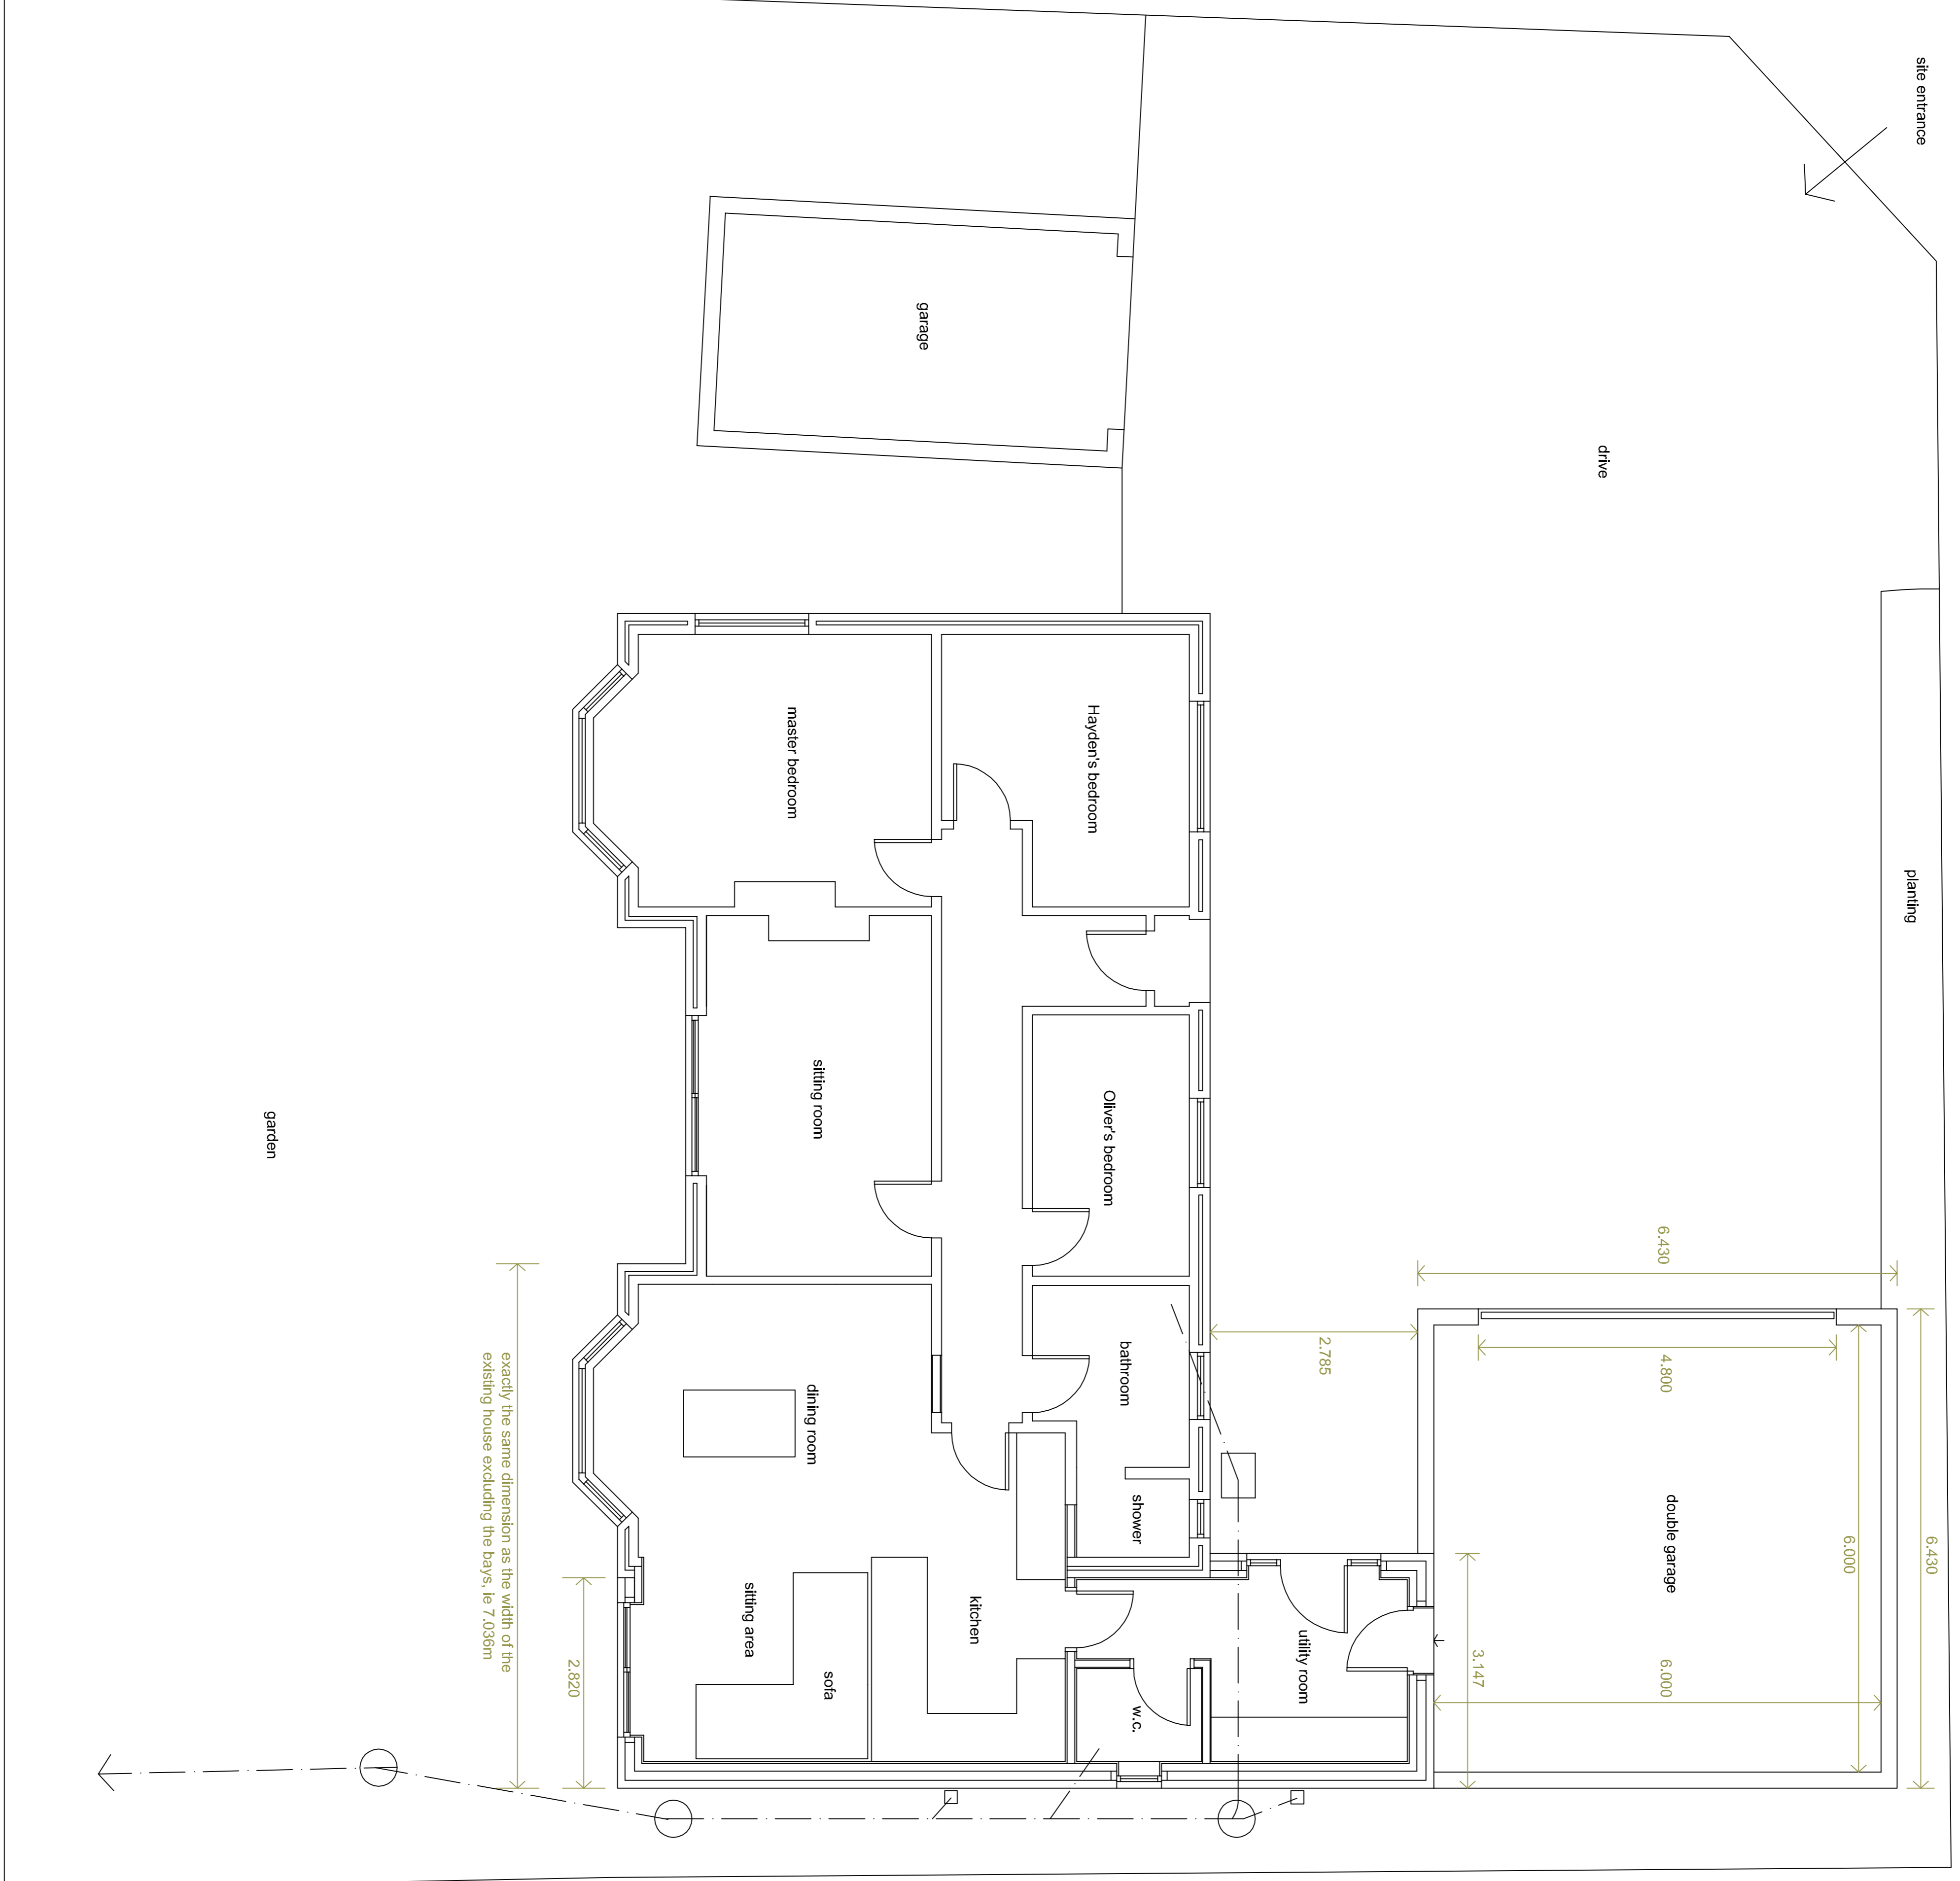 site entrance
drive
planting
garage
6.430
6.430
6.000
4.800
2.785
double garage
6.000
3.147
Hayden's bedroom
master bedroom
Oliver's bedroom
sitting room
bathroom
shower
dining room
utility room
w.c.
kitchen
sitting area
sofa
2.820
exactly the same dimension as the width of the
existing house excluding the bays, ie 7.036m
garden